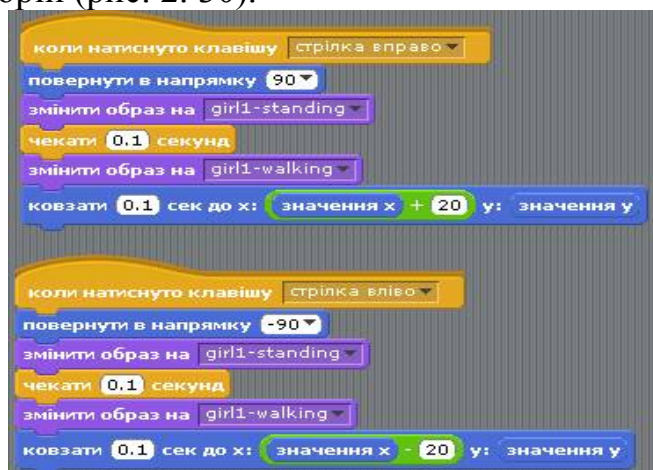 (рис. 2. 30).
коли натиснуто клавішу стрілка вправо
повернути в напрямку 90
змінити образ на girl1-standing
чекати 0.1 секунд
змінити образ на girl1-walking
ковзати 0.1 сек до x: значення x + 20 y: значення y
коли натиснуто клавішу стрілка вліво
повернути в напрямку -90
змінити образ на girl1-standing
чекати 0.1 секунд
змінити образ на girl1-walking
ковзати 0.1 сек до x: значення x - 20 y: значення y